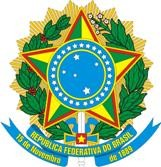 REPÚBLICA FEDERATIVA DO BRASIL
15 de Novembro
de 1889